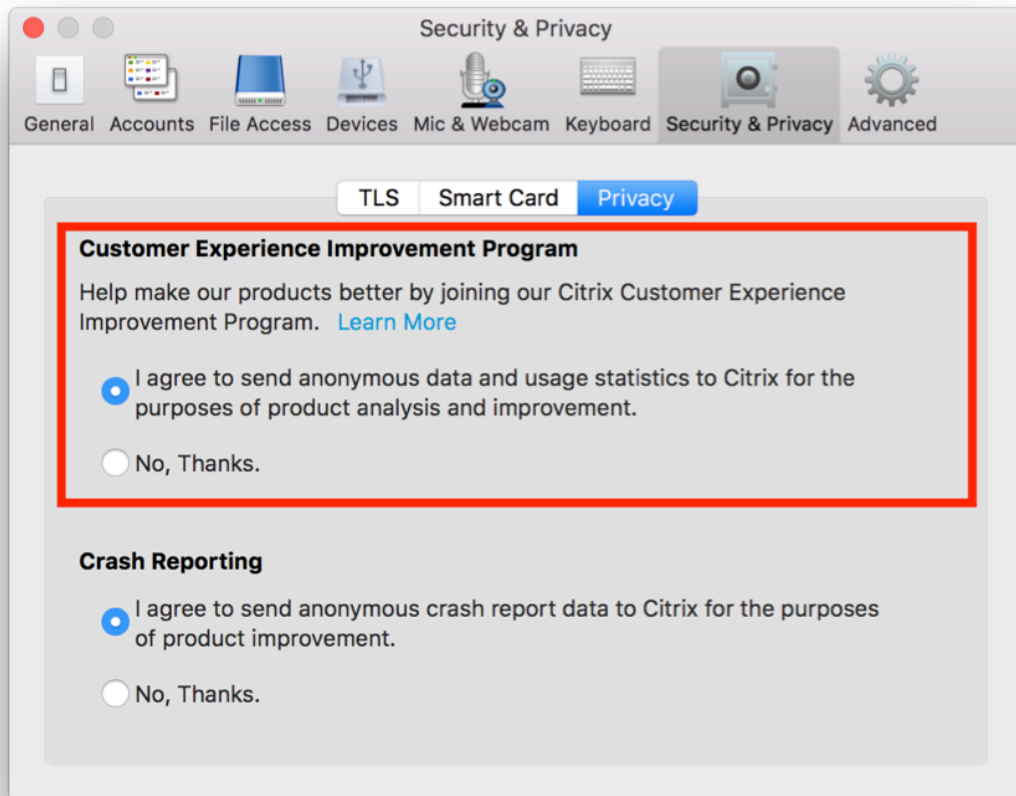 Security & Privacy
General Accounts File Access Devices Mic & Webcam Keyboard Security & Privacy Advanced
TLS Smart Card Privacy
Customer Experience Improvement Program
Help make our products better by joining our Citrix Customer Experience
Improvement Program. Learn More
I agree to send anonymous data and usage statistics to Citrix for the
purposes of product analysis and improvement.
No, Thanks.
Crash Reporting
I agree to send anonymous crash report data to Citrix for the purposes
of product improvement.
No, Thanks.